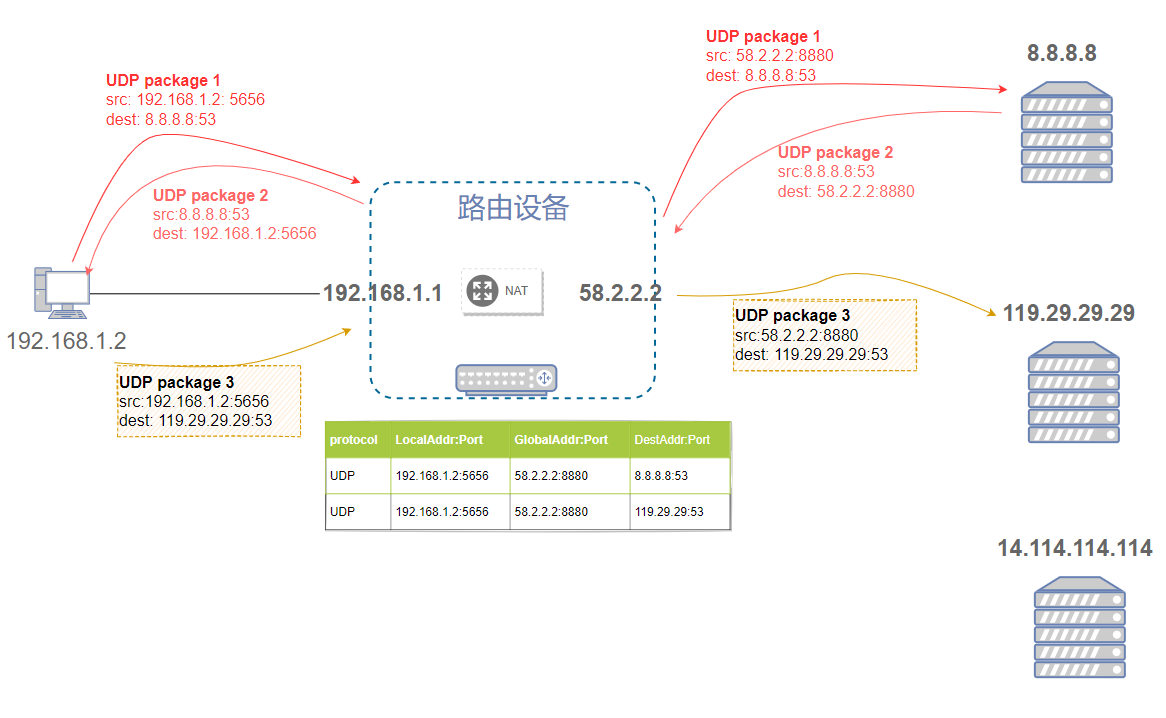 UDP package 1
src: 192.168.1.2: 5656
dest: 8.8.8.8:53
UDP package 2
src:8.8.8.8:53
dest: 192.168.1.2:5656
UDP package 1
src: 58.2.2.2:8880
dest: 8.8.8.8:53
UDP package 2
src:8.8.8.8:53
dest: 58.2.2.2:8880
8.8.8.8
路由设备
192.168.1.1
NAT
58.2.2.2
192.168.1.2
UDP package 3
src:192.168.1.2:5656
dest: 119.29.29.29:53
UDP package 3
src:58.2.2.2:8880
dest: 119.29.29.29:53
119.29.29.29
protocol LocalAddr:Port GlobalAddr:Port DestAddr:Port
UDP 192.168.1.2:5656 58.2.2.2:8880 8.8.8.8:53
UDP 192.168.1.2:5656 58.2.2.2:8880 119.29.29:53
14.114.114.114